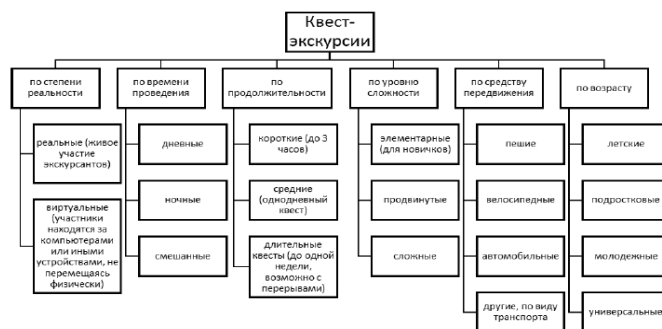 Квест-
экскурсии
по степени
реальности
реальные (живое
участие
экскурсантов)
виртуальные
(участники
находятся за
компьютерами
или иными
устройствами, не
перемещаясь
физически)
по времени
проведения
дневные
ночные
смешанные
по
продолжительности
короткие (до 3
часов)
средние
(однодневный
квест)
длительные
квесты (до одной
недели,
возможно с
перерывами)
по уровню
сложности
элементарные
(для новичков)
продвинутые
сложные
по средству
передвижения
пешие
велосипедные
автомобильные
другие, по виду
транспорта
по возрасту
детские
подростковые
молодежные
универсальные